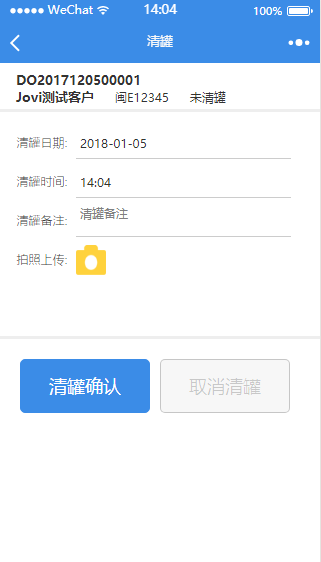 WeChat 14:04 100%
清罐
DO2017120500001
Jovi测试客户 闽E12345 未清罐
清罐日期: 2018-01-05
清罐时间: 14:04
清罐备注: 清罐备注
拍照上传:
清罐确认 取消清罐